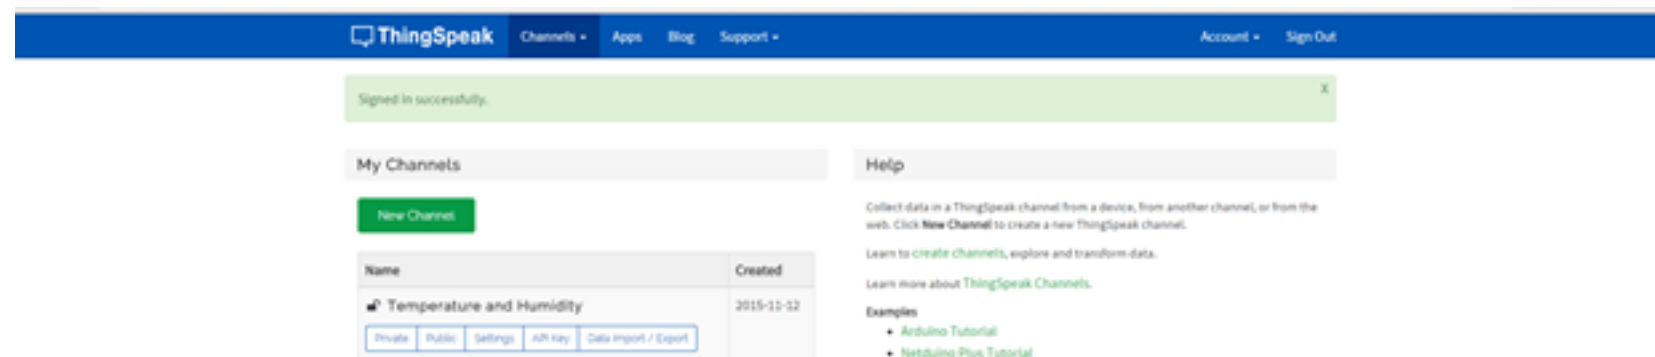 ThingSpeak Channels Apps Blog Support Account Sign Out
Signed in successfully. X
My Channels
New Channel
Name Created
Temperature and Humidity 2015-11-12
Private Public Settings API Key Data Import / Export
Help
Collect data in a ThingSpeak channel from a device, from another channel, or from the
web. Click New Channel to create a new ThingSpeak channel.
Learn to create channels, explore and transform data.
Learn more about ThingSpeak Channels.
Examples
• Arduino Tutorial
• Netduino Plus Tutorial